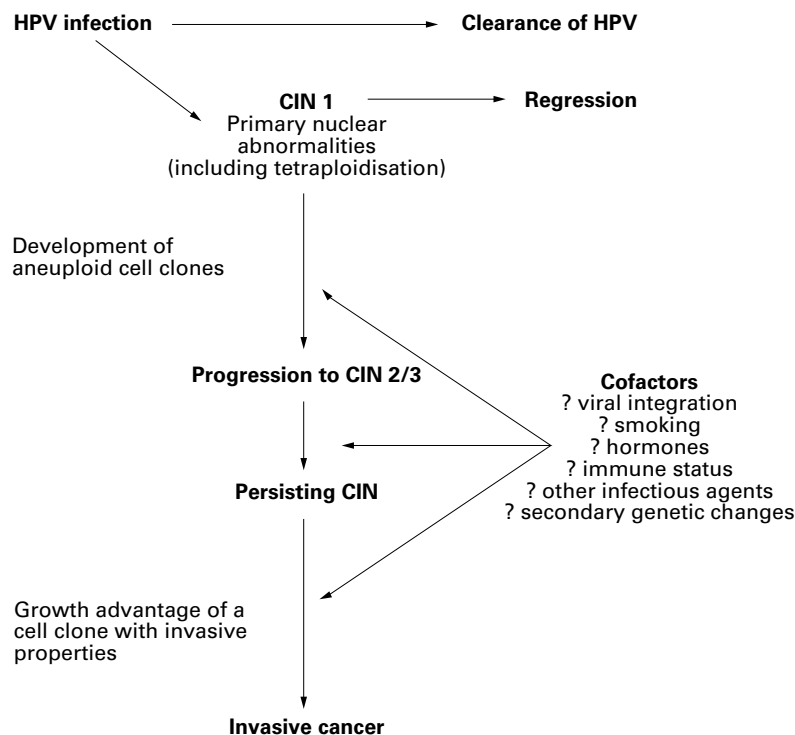 HPV infection
Clearance of HPV
CIN 1
Regression
Primary nuclear
abnormalities
(including tetraploidisation)
Development of
aneuploid cell clones
Progression to CIN 2/3
Cofactors
? viral integration
? smoking
? hormones
? immune status
? other infectious agents
? secondary genetic changes
Persisting CIN
Growth advantage of a
cell clone with invasive
properties
Invasive cancer